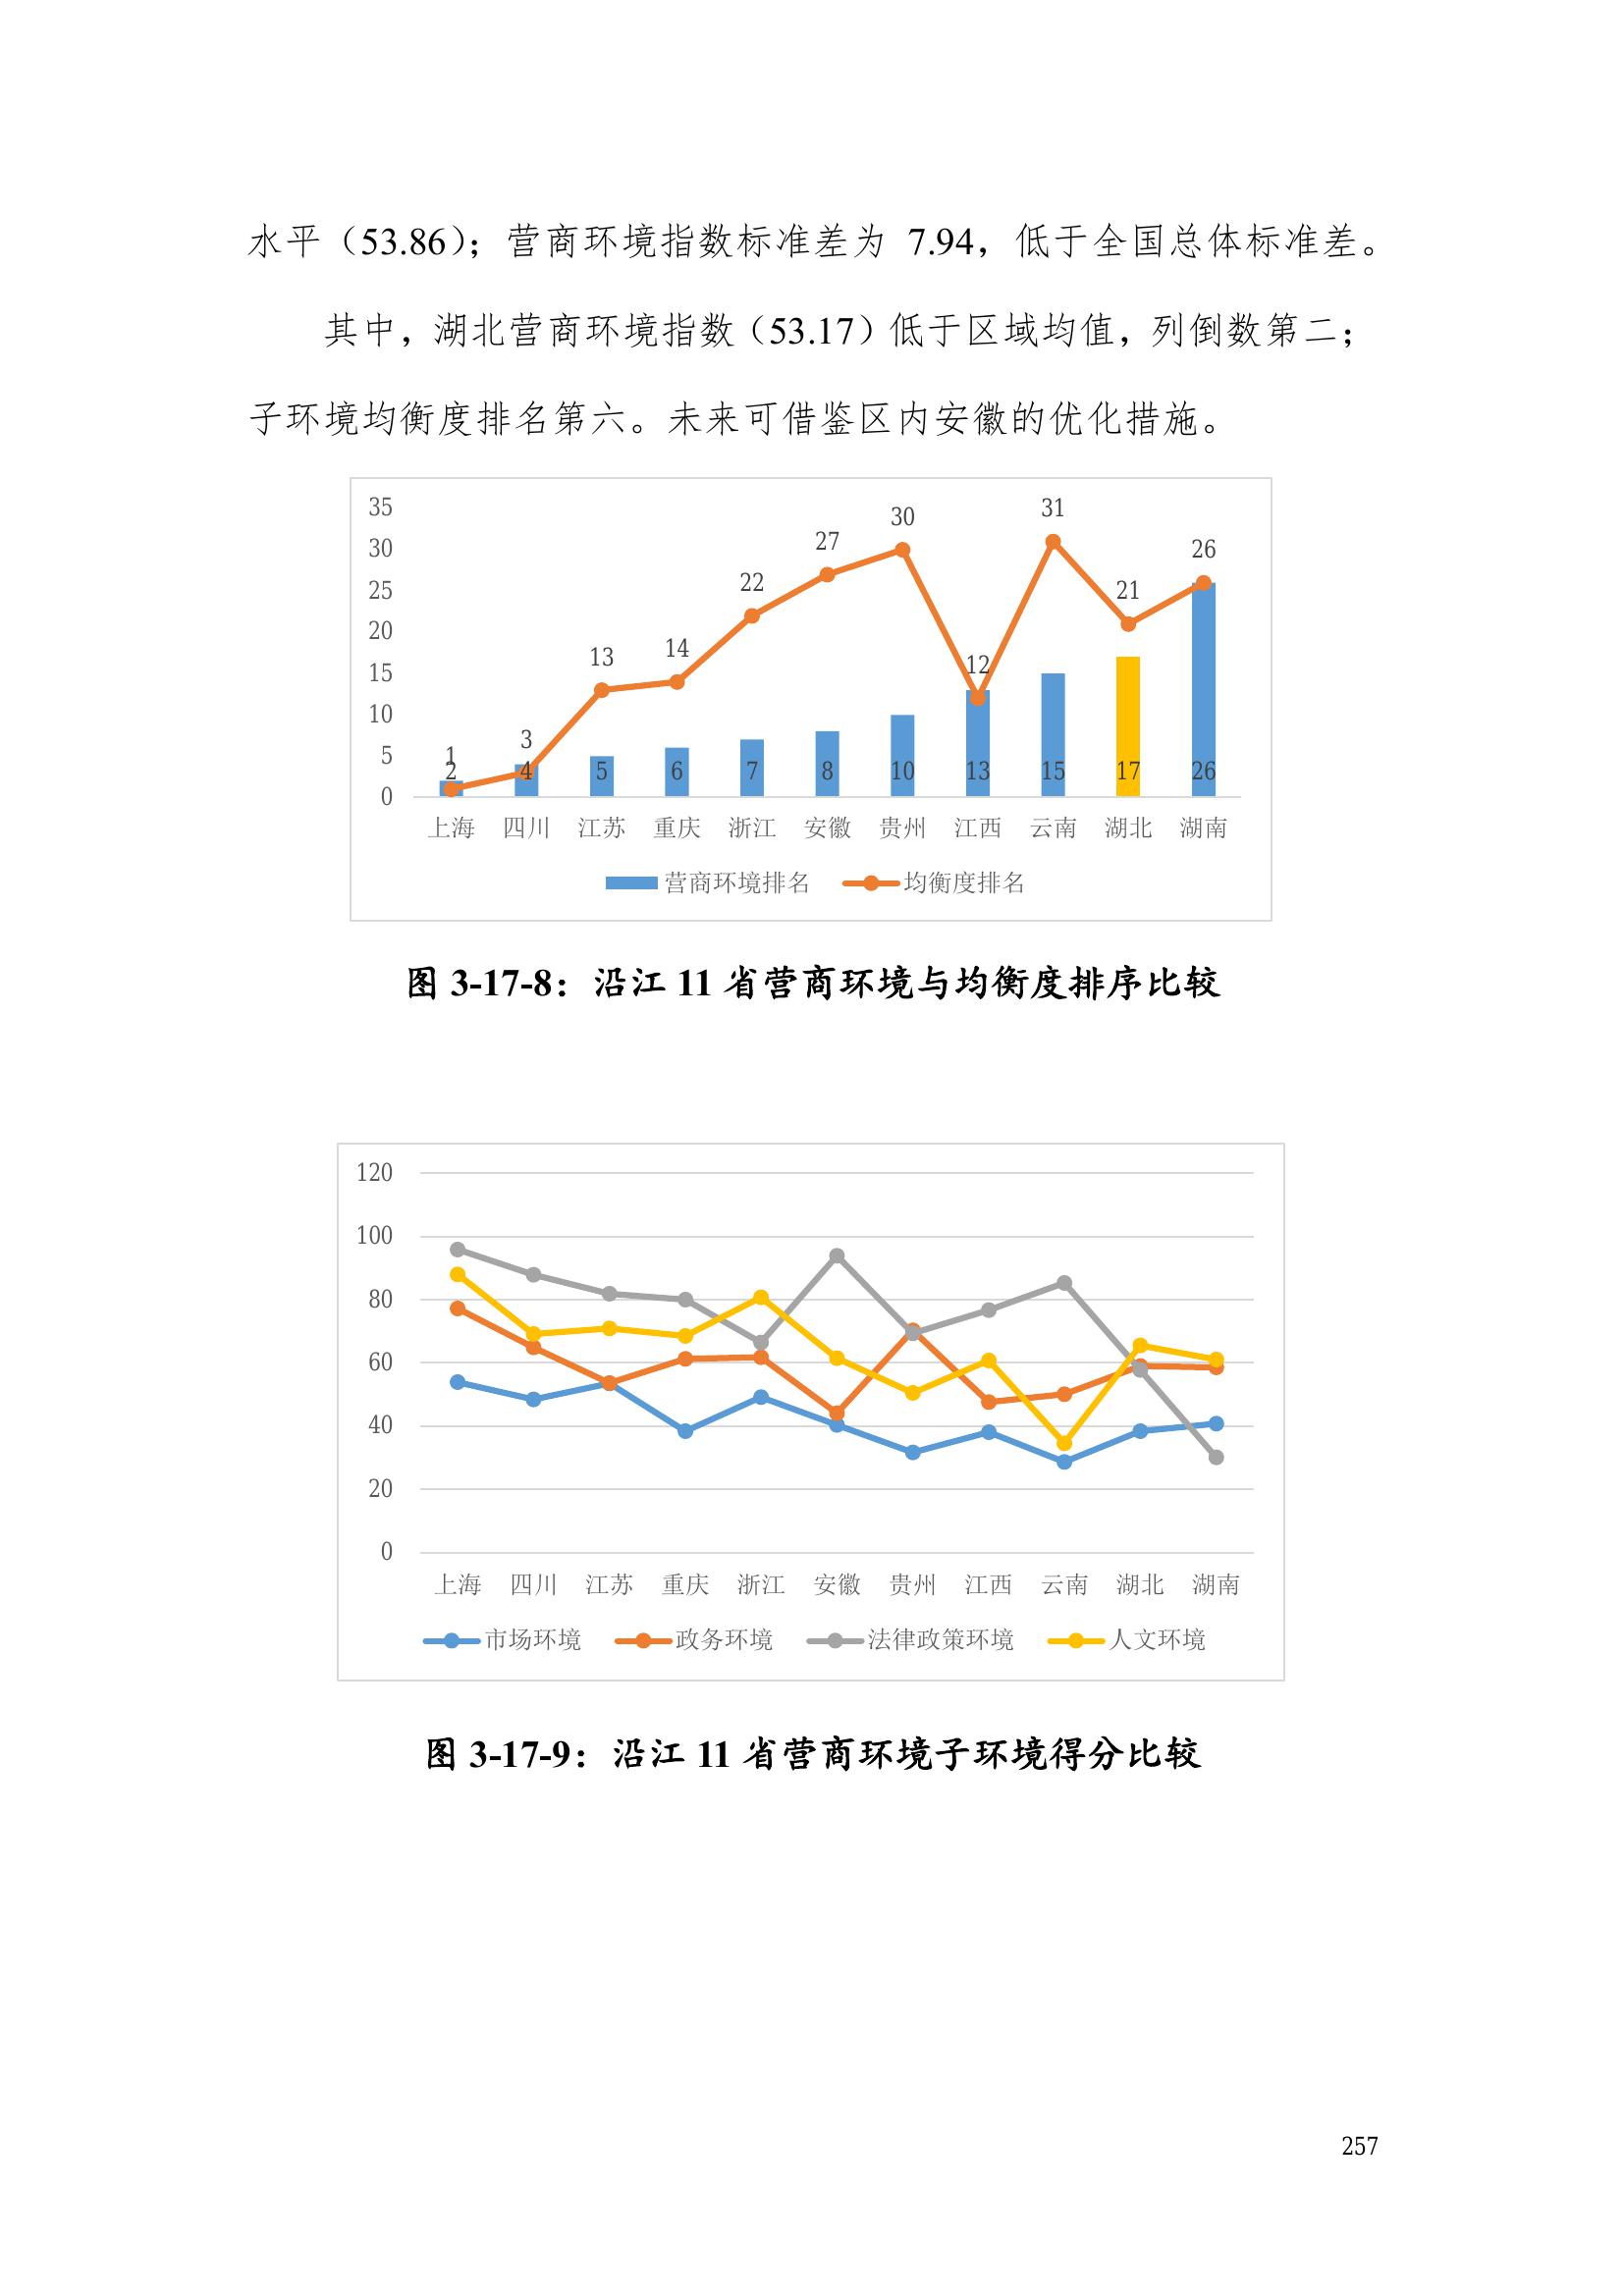 水平（53.86）；营商环境指数标准差为 7.94，低于全国总体标准差。
其中，湖北营商环境指数（53.17）低于区域均值，列倒数第二；
子环境均衡度排名第六。未来可借鉴区内安徽的优化措施。
35
30
25
20
15
10
5
0
1 3 13 14 22 27 30 12 31 21 26
2 4 5 6 7 8 10 13 15 17 26
上海 四川 江苏 重庆 浙江 安徽 贵州 江西 云南 湖北 湖南
营商环境排名 均衡度排名
图 3-17-8：沿江 11 省营商环境与均衡度排序比较
120
100
80
60
40
20
0
上海 四川 江苏 重庆 浙江 安徽 贵州 江西 云南 湖北 湖南
市场环境 政务环境 法律政策环境 人文环境
图 3-17-9：沿江 11 省营商环境子环境得分比较
257